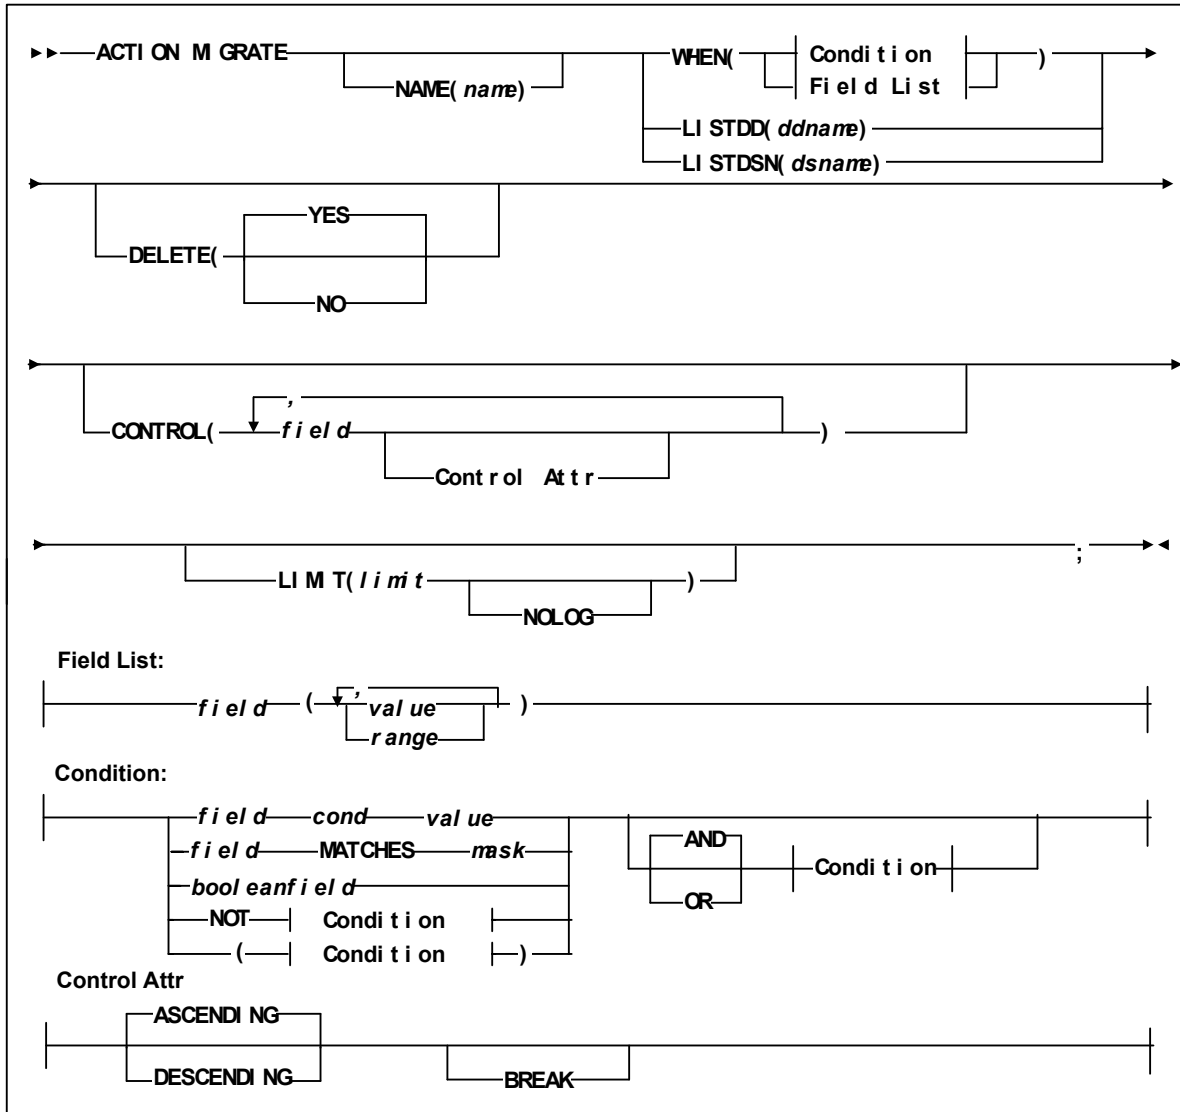 ACTION MIGRATE WHEN( Condition )
NAME(name) Field List
LISTDD(ddname)
LISTDSN(dsname)
YES
DELETE(
NO
,
CONTROL( field )
Control Attr
;
LIMIT(limit )
NOLOG
Field List:
,
field ( value )
range
Condition:
field cond value AND
field MATCHES mask Condition
booleanfield OR
NOT Condition
( Condition )
Control Attr
ASCENDING
DESCENDING BREAK